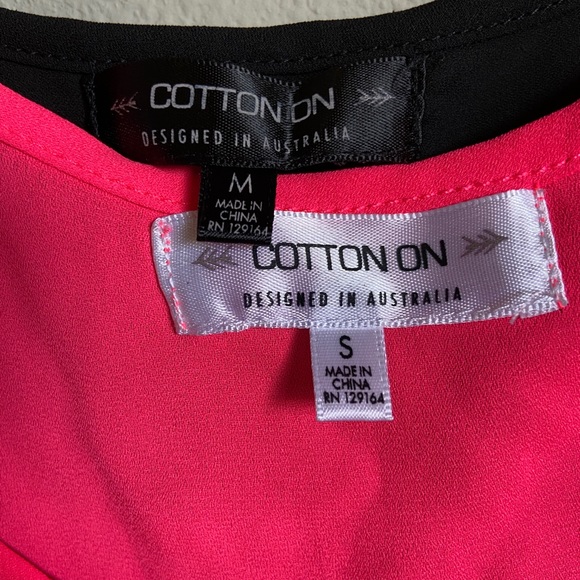 COTTON ON
DESIGNED IN AUSTRALIA
M
MADE IN
CHINA
RN 129164
COTTON ON
DESIGNED IN AUSTRALIA
S
MADE IN
CHINA
RN 129164